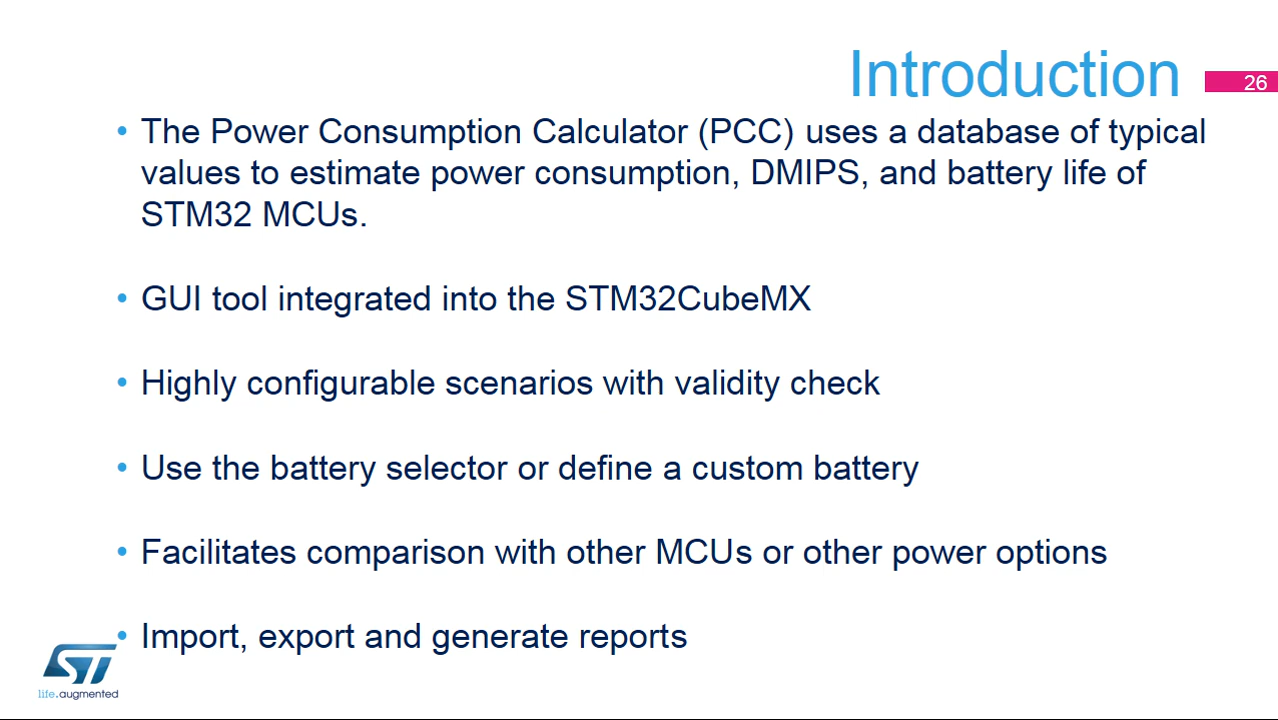 Introduction
26
• The Power Consumption Calculator (PCC) uses a database of typical
values to estimate power consumption, DMIPS, and battery life of
STM32 MCUs.
• GUI tool integrated into the STM32CubeMX
• Highly configurable scenarios with validity check
• Use the battery selector or define a custom battery
• Facilitates comparison with other MCUs or other power options
• Import, export and generate reports
ST
life.augmented